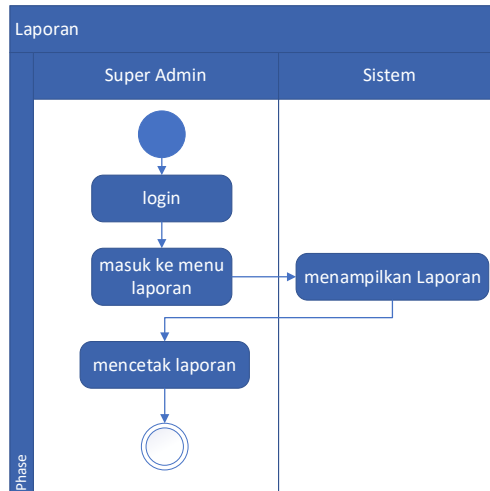 Laporan
Super Admin
Sistem
login
masuk ke menu
laporan
menampilkan Laporan
mencetak laporan
Phase